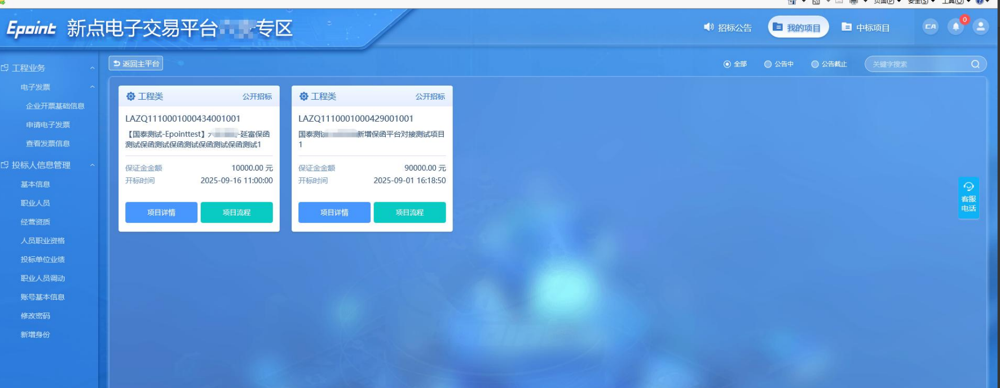 页面(P) 安全(S) 工具(O)
Epoint 新点电子交易平台 专区
招标公告 我的项目 中标项目 CA 0
工程业务
返回主平台
全部 公告中 公告截止 关键字搜索
电子发票
企业开票基础信息
申请电子发票
查看发票信息
投标人信息管理
基本信息
职业人员
经营资质
人员职业资格
投标单位业绩
职业人员调动
账号基本信息
修改密码
新增身份
工程类 公开招标
LAZQ1110001000434001001
【国泰测试-Epointtest】 -延富保函
测试保函测试保函测试保函测试保函测试1
保证金金额 10000.00 元
开标时间 2025-09-16 11:00:00
项目详情 项目流程
工程类 公开招标
LAZQ1110001000429001001
国泰测试 新增保函平台对接测试项目
1
保证金金额 90000.00 元
开标时间 2025-09-01 16:18:50
项目详情 项目流程
客服
电话